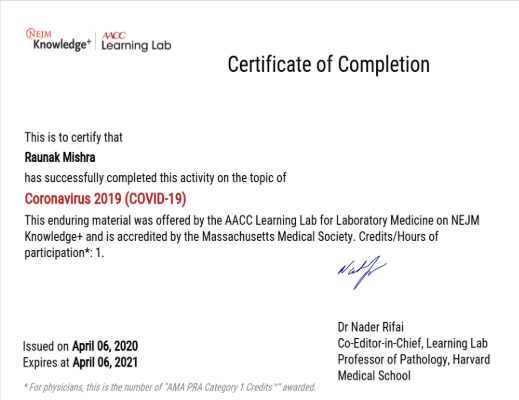 NEJM
Knowledge+
AACC
Learning Lab
Certificate of Completion
This is to certify that
Raunak Mishra
has successfully completed this activity on the topic of
Coronavirus 2019 (COVID-19)
This enduring material was offered by the AACC Learning Lab for Laboratory Medicine on NEJM
Knowledge+ and is accredited by the Massachusetts Medical Society. Credits/Hours of
participation*: 1.
Dr Nader Rifai
Co-Editor-in-Chief, Learning Lab
Professor of Pathology, Harvard
Medical School
Issued on April 06, 2020
Expires at April 06, 2021
* For physicians, this is the number of "AMA PRA Category 1 Credits™" awarded.